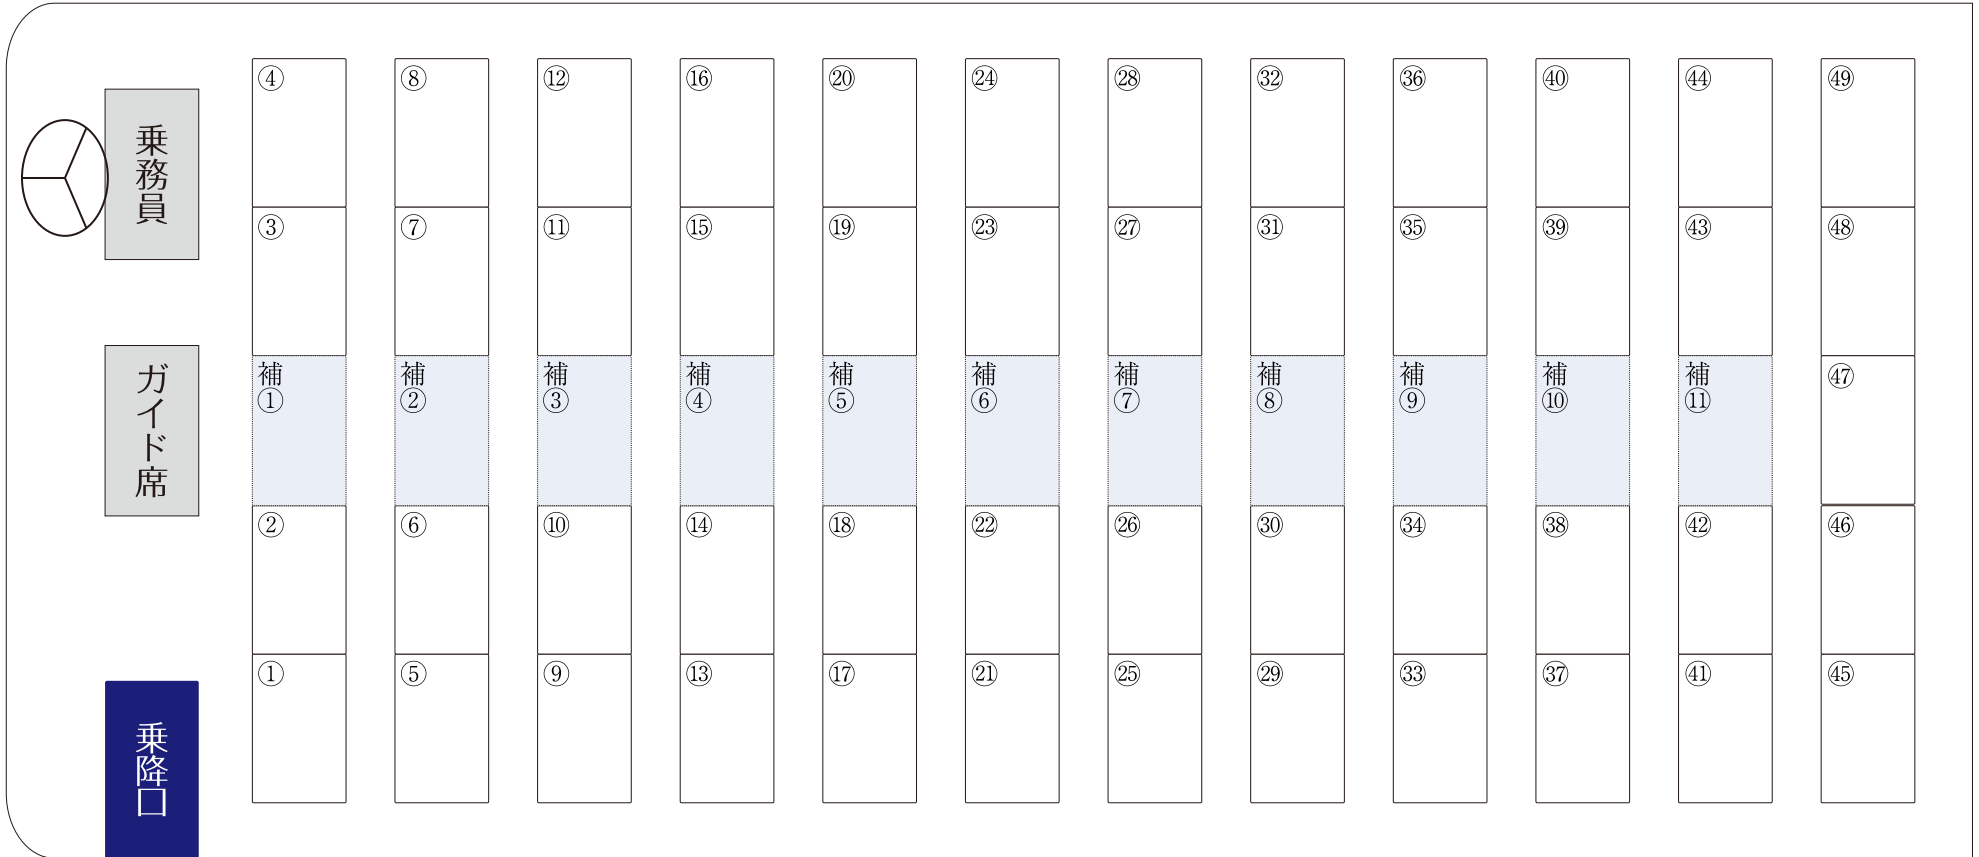 乗務員
ガイド席
乗降口
④ ⑧ ⑫ ⑯ ⑳ ㉔ ㉘ ㉜ ㊱ ㊵ ㊹ ㊾
③ ⑦ ⑪ ⑮ ⑲ ㉓ ㉗ ㉛ ㉟ ㊴ ㊸ ㊽
補 補 補 補 補 補 補 補 補 補 補 ㊼
① ② ③ ④ ⑤ ⑥ ⑦ ⑧ ⑨ ⑩ ⑪
② ⑥ ⑩ ⑭ ⑱ ㉒ ㉖ ㉚ ㉞ ㊳ ㊷ ㊻
① ⑤ ⑨ ⑬ ⑰ ㉑ ㉕ ㉙ ㉝ ㊲ ㊶ ㊺